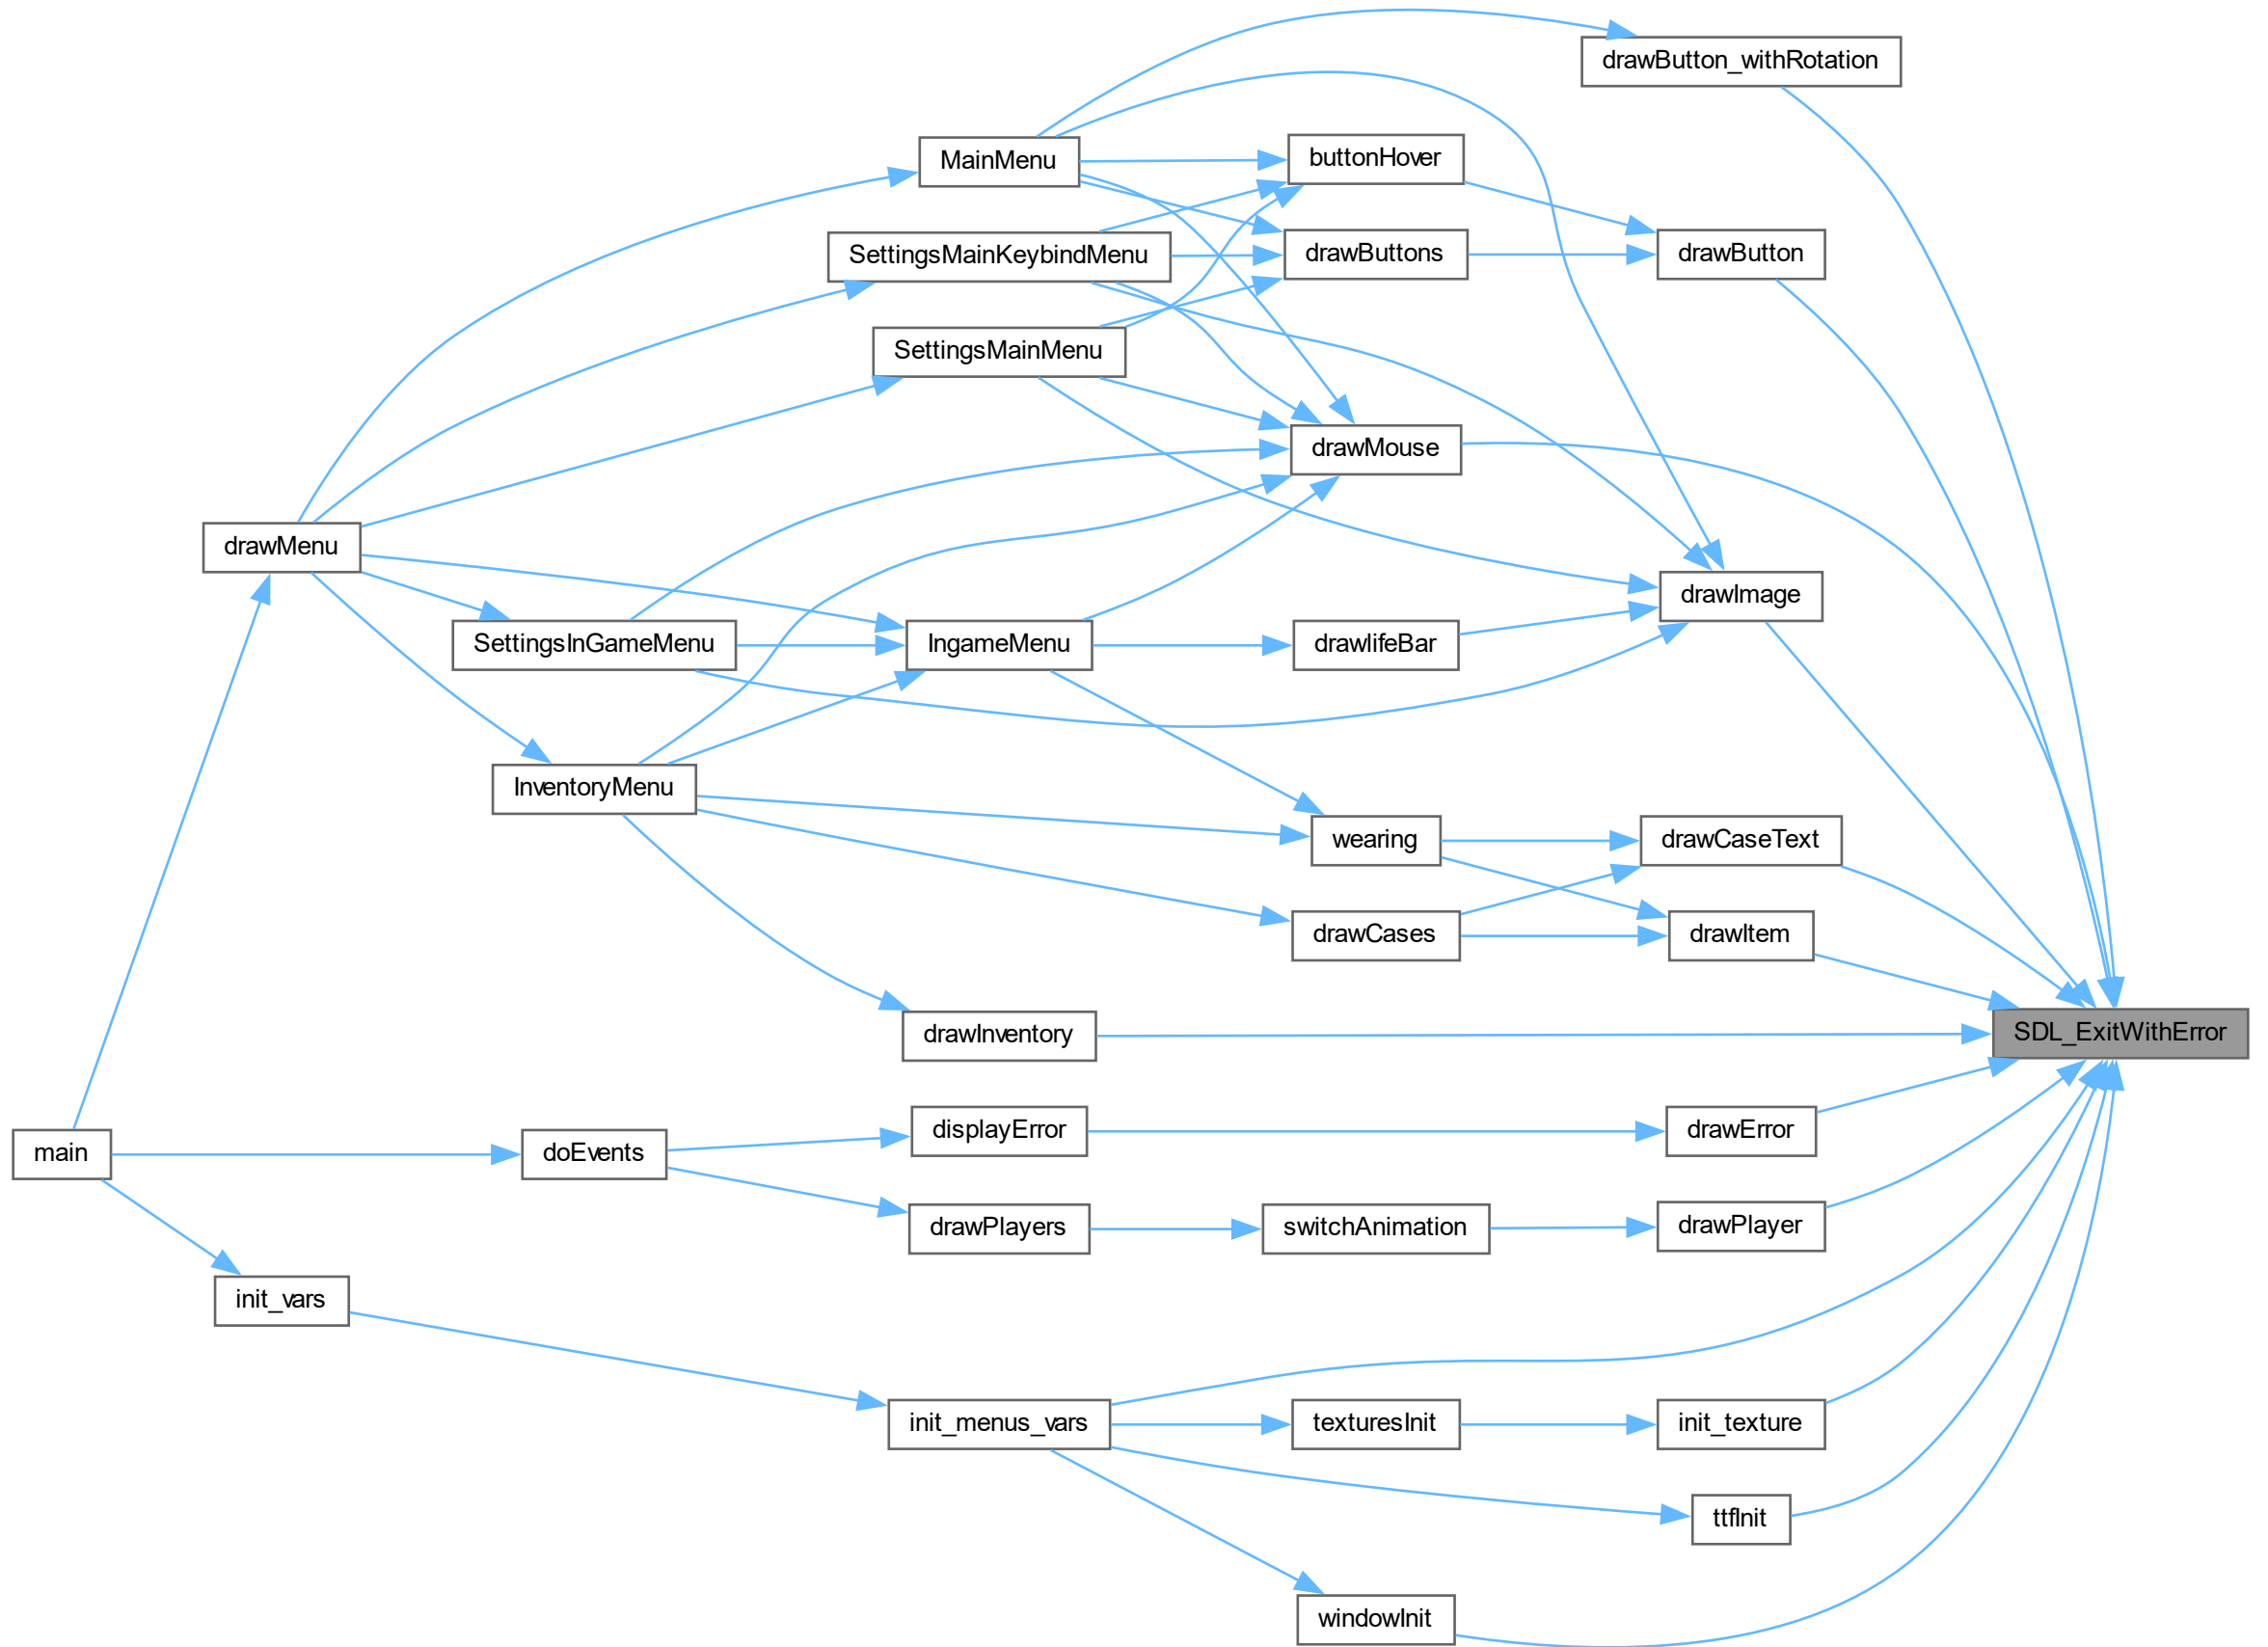 drawButton_withRotation
MainMenu
buttonHover
SettingsMainKeybindMenu
drawButtons
drawButton
SettingsMainMenu
drawMouse
drawMenu
drawImage
SettingsInGameMenu
IngameMenu
drawlifeBar
InventoryMenu
wearing
drawCaseText
drawCases
drawItem
drawInventory
SDL_ExitWithError
main
doEvents
displayError
drawError
drawPlayers
switchAnimation
drawPlayer
init_vars
init_menus_vars
texturesInit
init_texture
ttfInit
windowInit